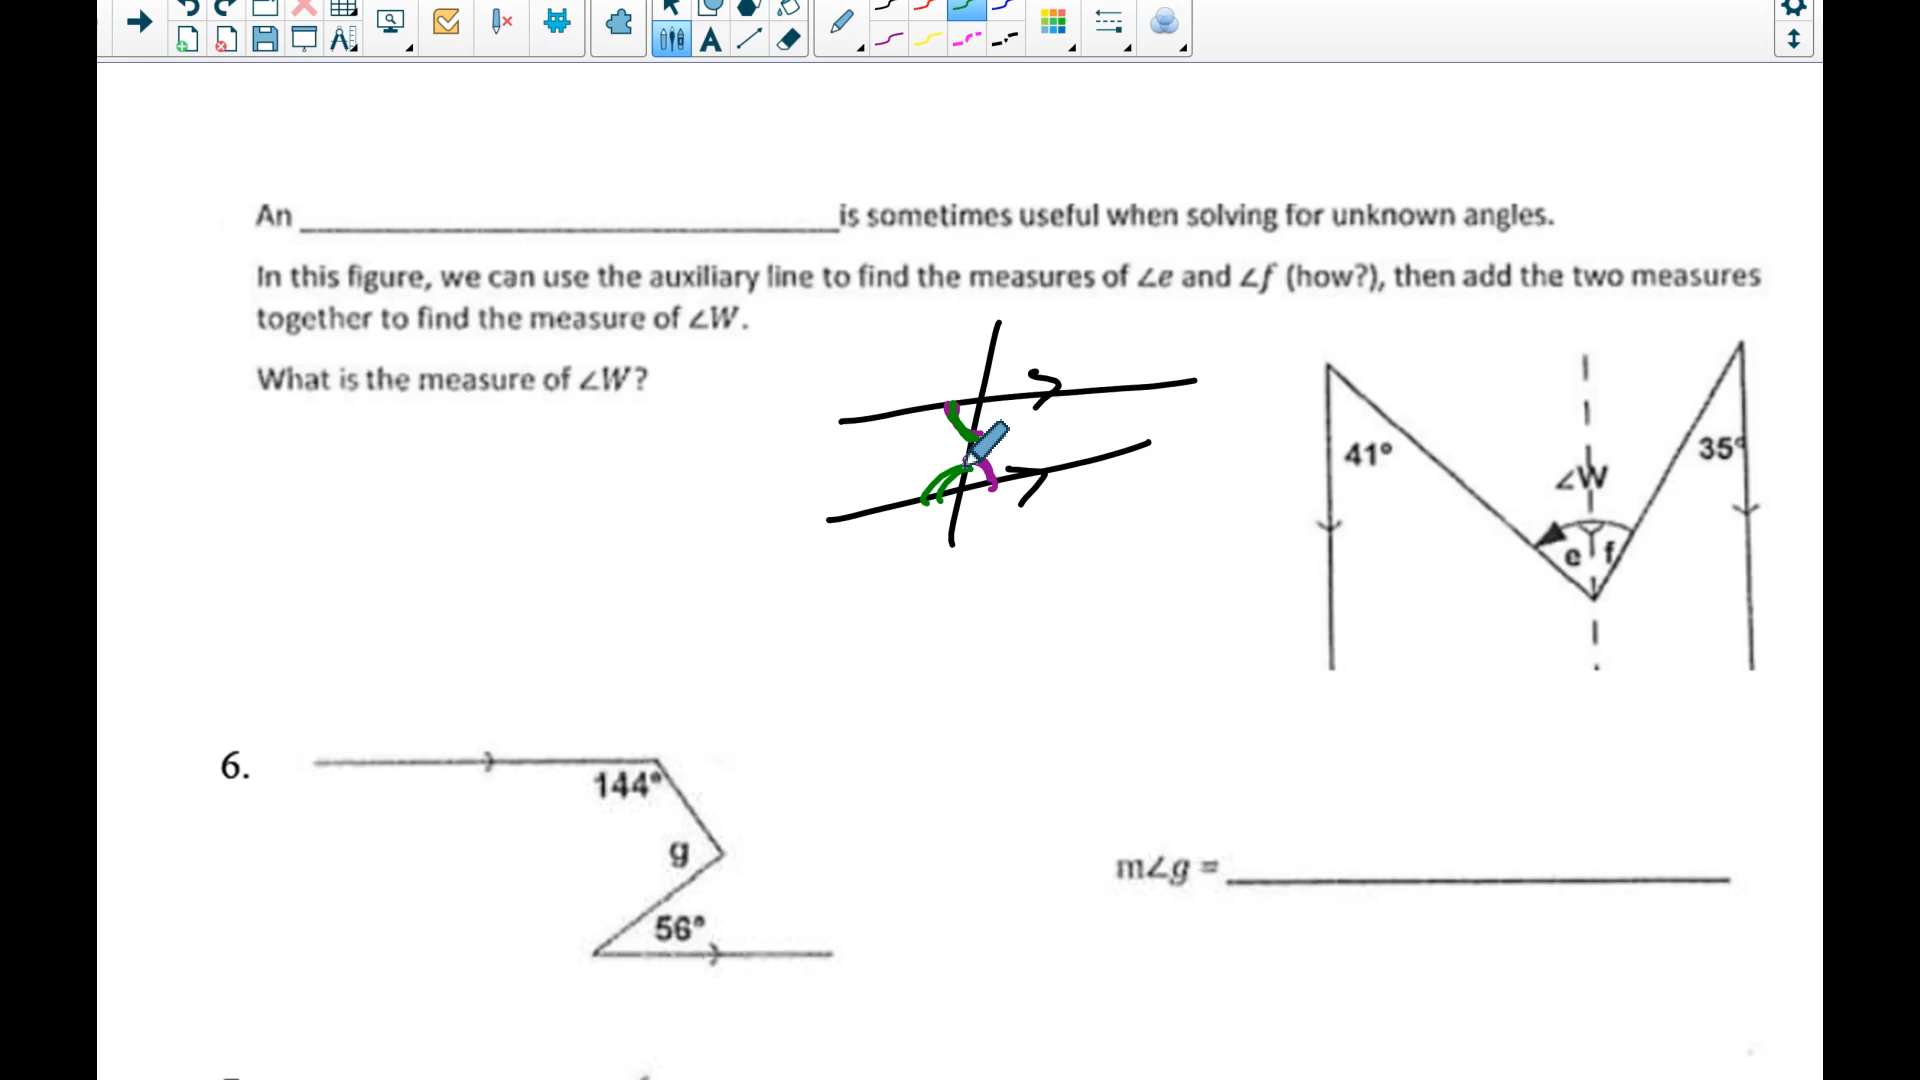 An ______ is sometimes useful when solving for unknown angles.
In this figure, we can use the auxiliary line to find the measures of ∠e and ∠f (how?), then add the two measures
together to find the measure of ∠W.
What is the measure of ∠W?
41°
35°
∠W
e f
6.
144°
g
m∠g = ______
56°